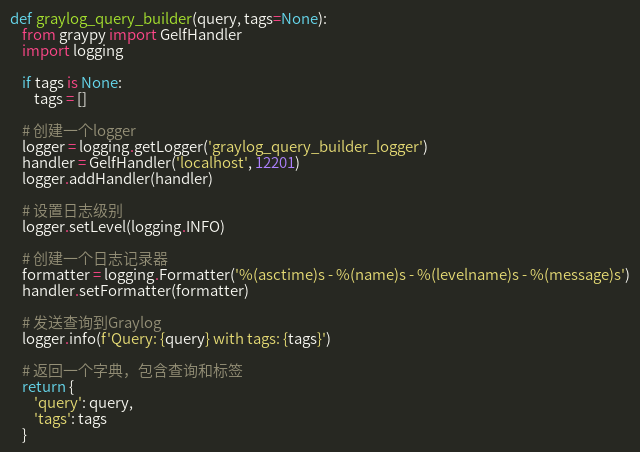 def graylog_query_builder(query, tags=None):
    from graypy import GelfHandler
    import logging

    if tags is None:
        tags = []

    # 创建一个logger
    logger = logging.getLogger('graylog_query_builder_logger')
    handler = GelfHandler('localhost', 12201)
    logger.addHandler(handler)

    # 设置日志级别
    logger.setLevel(logging.INFO)

    # 创建一个日志记录器
    formatter = logging.Formatter('%(asctime)s - %(name)s - %(levelname)s - %(message)s')
    handler.setFormatter(formatter)

    # 发送查询到Graylog
    logger.info(f'Query: {query} with tags: {tags}')

    # 返回一个字典，包含查询和标签
    return {
        'query': query,
        'tags': tags
    }